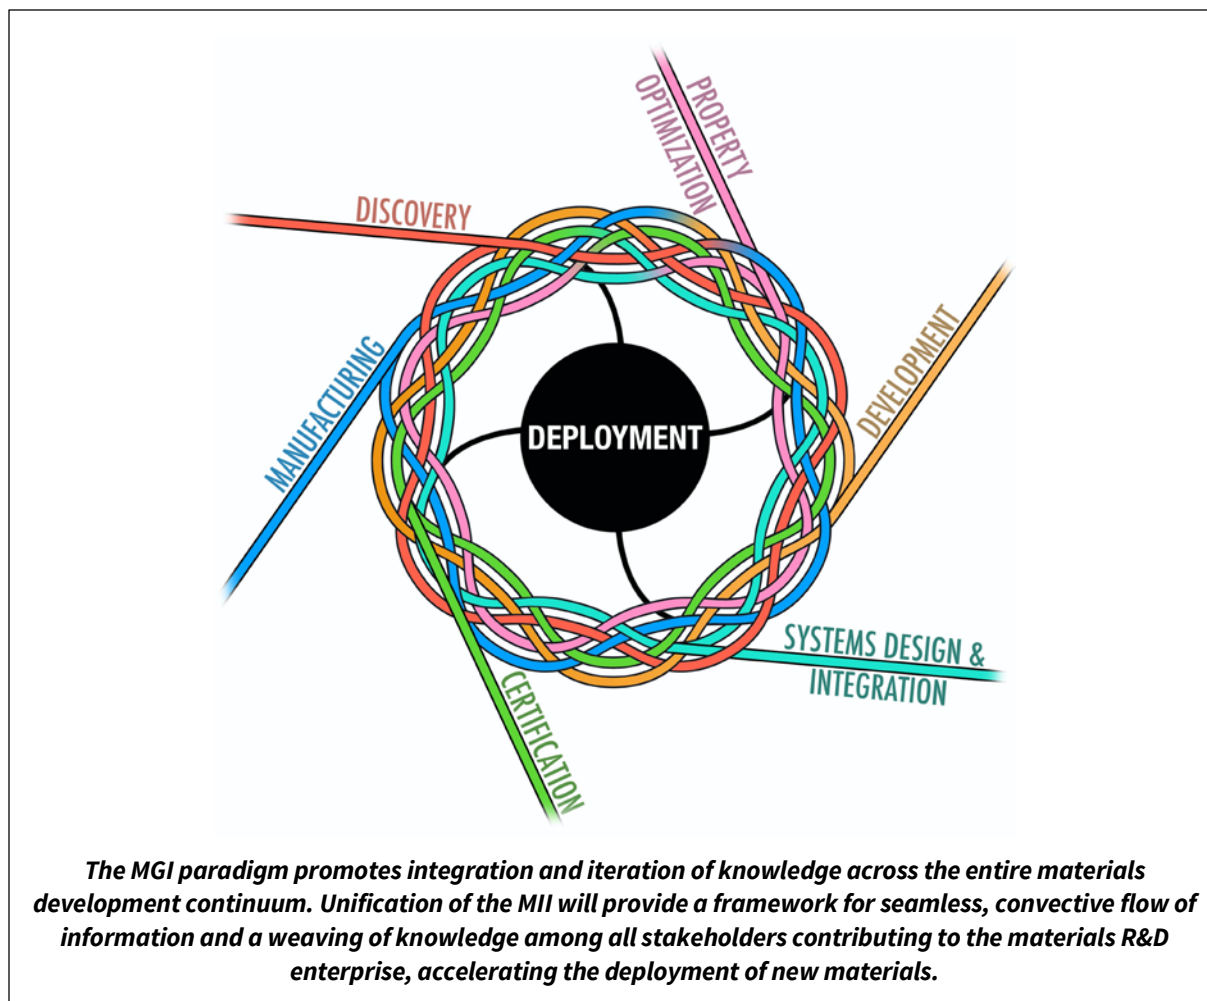 PROPERTY
OPTIMIZATION
DISCOVERY
DEVELOPMENT
MANUFACTURING
DEPLOYMENT
SYSTEMS DESIGN &
INTEGRATION
CERTIFICATION
The MGI paradigm promotes integration and iteration of knowledge across the entire materials
development continuum. Unification of the MII will provide a framework for seamless, convective flow of
information and a weaving of knowledge among all stakeholders contributing to the materials R&D
enterprise, accelerating the deployment of new materials.